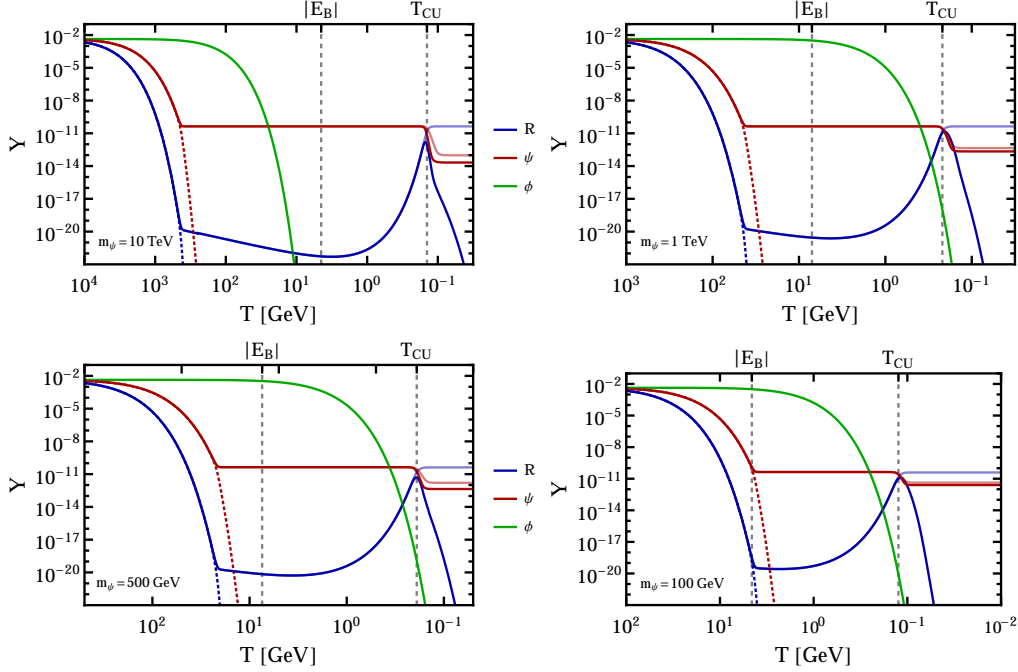 |E_B| T_CU |E_B| T_CU
10^-2 10^-2
10^-5 10^-5
10^-8 10^-8
Y 10^-11 R Y 10^-11
10^-14 ψ 10^-14
10^-17 ϕ 10^-17
10^-20 10^-20
m_ψ = 10 TeV m_ψ = 1 TeV
10^4 10^3 10^2 10^1 10^0 10^-1 10^3 10^2 10^1 10^0 10^-1
T [GeV] T [GeV]
|E_B| T_CU |E_B| T_CU
10^-2 10^-2
10^-5 10^-5
10^-8 10^-8
Y 10^-11 R Y 10^-11
10^-14 ψ 10^-14
10^-17 ϕ 10^-17
10^-20 10^-20
m_ψ = 500 GeV m_ψ = 100 GeV
10^2 10^1 10^0 10^-1 10^2 10^1 10^0 10^-1 10^-2
T [GeV] T [GeV]